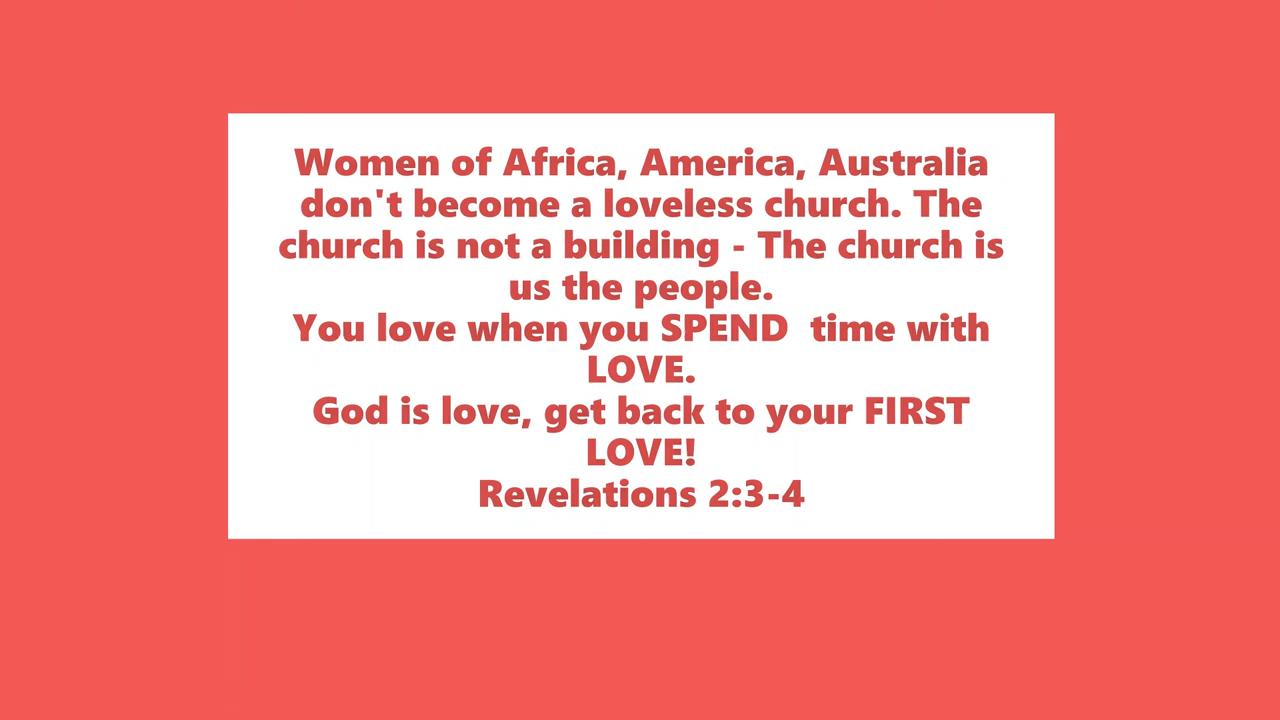 Women of Africa, America, Australia
don't become a loveless church. The
church is not a building - The church is
us the people.
You love when you SPEND  time with
LOVE.
God is love, get back to your FIRST
LOVE!
Revelations 2:3-4